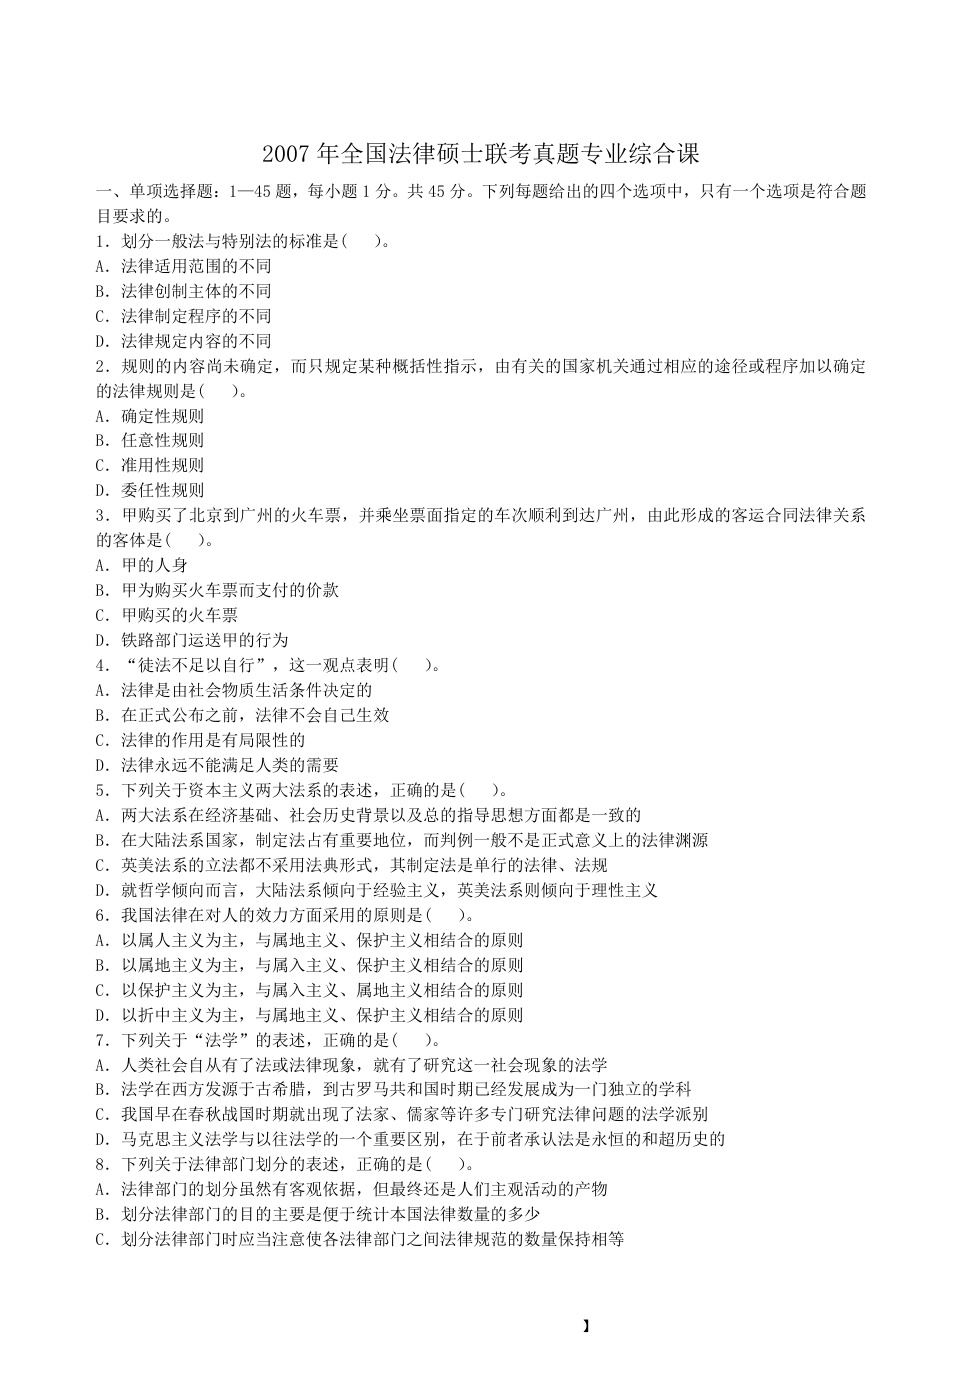 2007 年全国法律硕士联考真题专业综合课
一、单项选择题：1—45 题，每小题 1 分。共 45 分。下列每题给出的四个选项中，只有一个选项是符合题
目要求的。
1．划分一般法与特别法的标准是(   )。
A．法律适用范围的不同
B．法律创制主体的不同
C．法律制定程序的不同
D．法律规定内容的不同
2．规则的内容尚未确定，而只规定某种概括性指示，由有关的国家机关通过相应的途径或程序加以确定
的法律规则是(   )。
A．确定性规则
B．任意性规则
C．准用性规则
D．委任性规则
3．甲购买了北京到广州的火车票，并乘坐票面指定的车次顺利到达广州，由此形成的客运合同法律关系
的客体是(   )。
A．甲的人身
B．甲为购买火车票而支付的价款
C．甲购买的火车票
D．铁路部门运送甲的行为
4．“徒法不足以自行”，这一观点表明(   )。
A．法律是由社会物质生活条件决定的
B．在正式公布之前，法律不会自己生效
C．法律的作用是有局限性的
D．法律永远不能满足人类的需要
5．下列关于资本主义两大法系的表述，正确的是(   )。
A．两大法系在经济基础、社会历史背景以及总的指导思想方面都是一致的
B．在大陆法系国家，制定法占有重要地位，而判例一般不是正式意义上的法律渊源
C．英美法系的立法都不采用法典形式，其制定法是单行的法律、法规
D．就哲学倾向而言，大陆法系倾向于经验主义，英美法系则倾向于理性主义
6．我国法律在对人的效力方面采用的原则是(   )。
A．以属人主义为主，与属地主义、保护主义相结合的原则
B．以属地主义为主，与属入主义、保护主义相结合的原则
C．以保护主义为主，与属入主义、属地主义相结合的原则
D．以折中主义为主，与属地主义、保护主义相结合的原则
7．下列关于“法学”的表述，正确的是(   )。
A．人类社会自从有了法或法律现象，就有了研究这一社会现象的法学
B．法学在西方发源于古希腊，到古罗马共和国时期已经发展成为一门独立的学科
C．我国早在春秋战国时期就出现了法家、儒家等许多专门研究法律问题的法学派别
D．马克思主义法学与以往法学的一个重要区别，在于前者承认法是永恒的和超历史的
8．下列关于法律部门划分的表述，正确的是(   )。
A．法律部门的划分虽然有客观依据，但最终还是人们主观活动的产物
B．划分法律部门的目的主要是便于统计本国法律数量的多少
C．划分法律部门时应当注意使各法律部门之间法律规范的数量保持相等
】